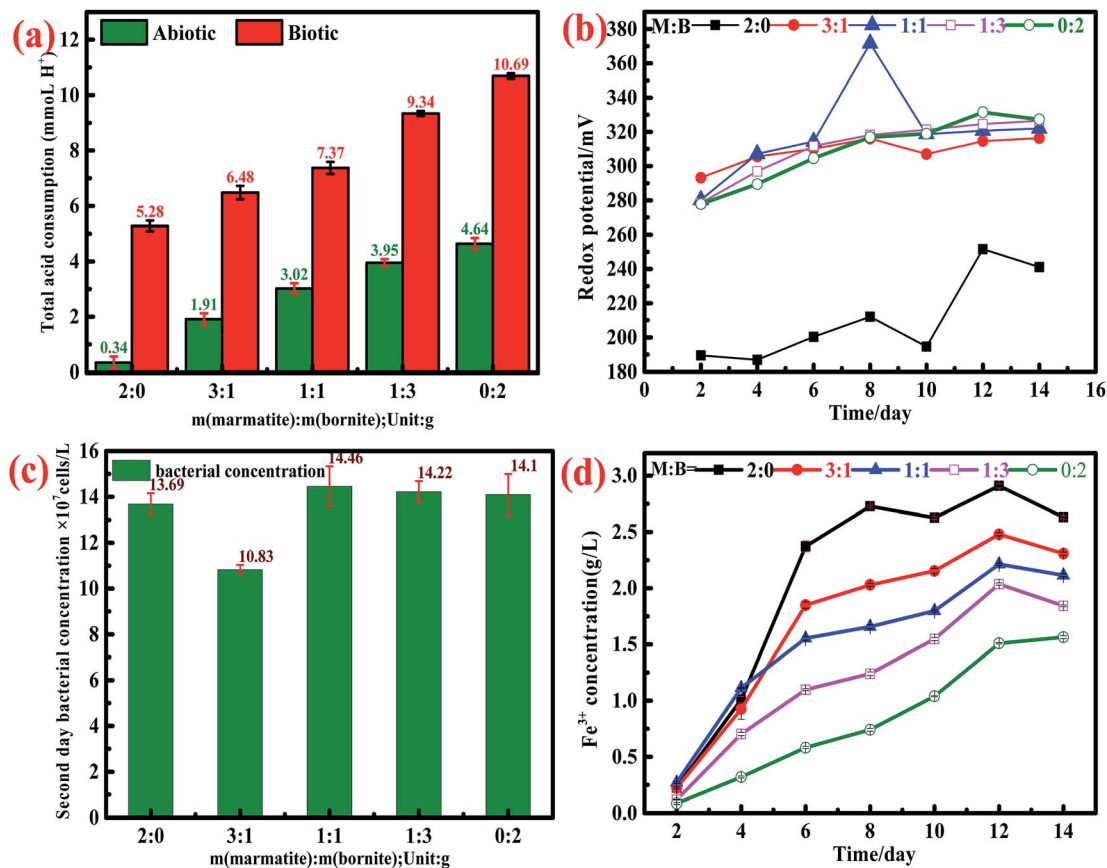 (a)
Abiotic Biotic
Total acid consumption (mmoL H⁺)
12
10
8
6
4
2
0
0.34 5.28 1.91 6.48 3.02 7.37 3.95 9.34 4.64 10.69
2:0 3:1 1:1 1:3 0:2
m(marmatite):m(bornite);Unit:g
(b)
M:B= 2:0 3:1 1:1 1:3 0:2
Redox potential/mV
380
360
340
320
300
280
260
240
220
200
180
0 2 4 6 8 10 12 14 16
Time/day
(c)
bacterial concentration
Second day bacterial concentration ×10⁷cells/L
16
14
12
10
8
6
4
2
0
13.69 10.83 14.46 14.22 14.1
2:0 3:1 1:1 1:3 0:2
m(marmatite):m(bornite);Unit:g
(d)
M:B= 2:0 3:1 1:1 1:3 0:2
Fe³⁺ concentration(g/L)
3.0
2.5
2.0
1.5
1.0
0.5
0.0
2 4 6 8 10 12 14
Time/day